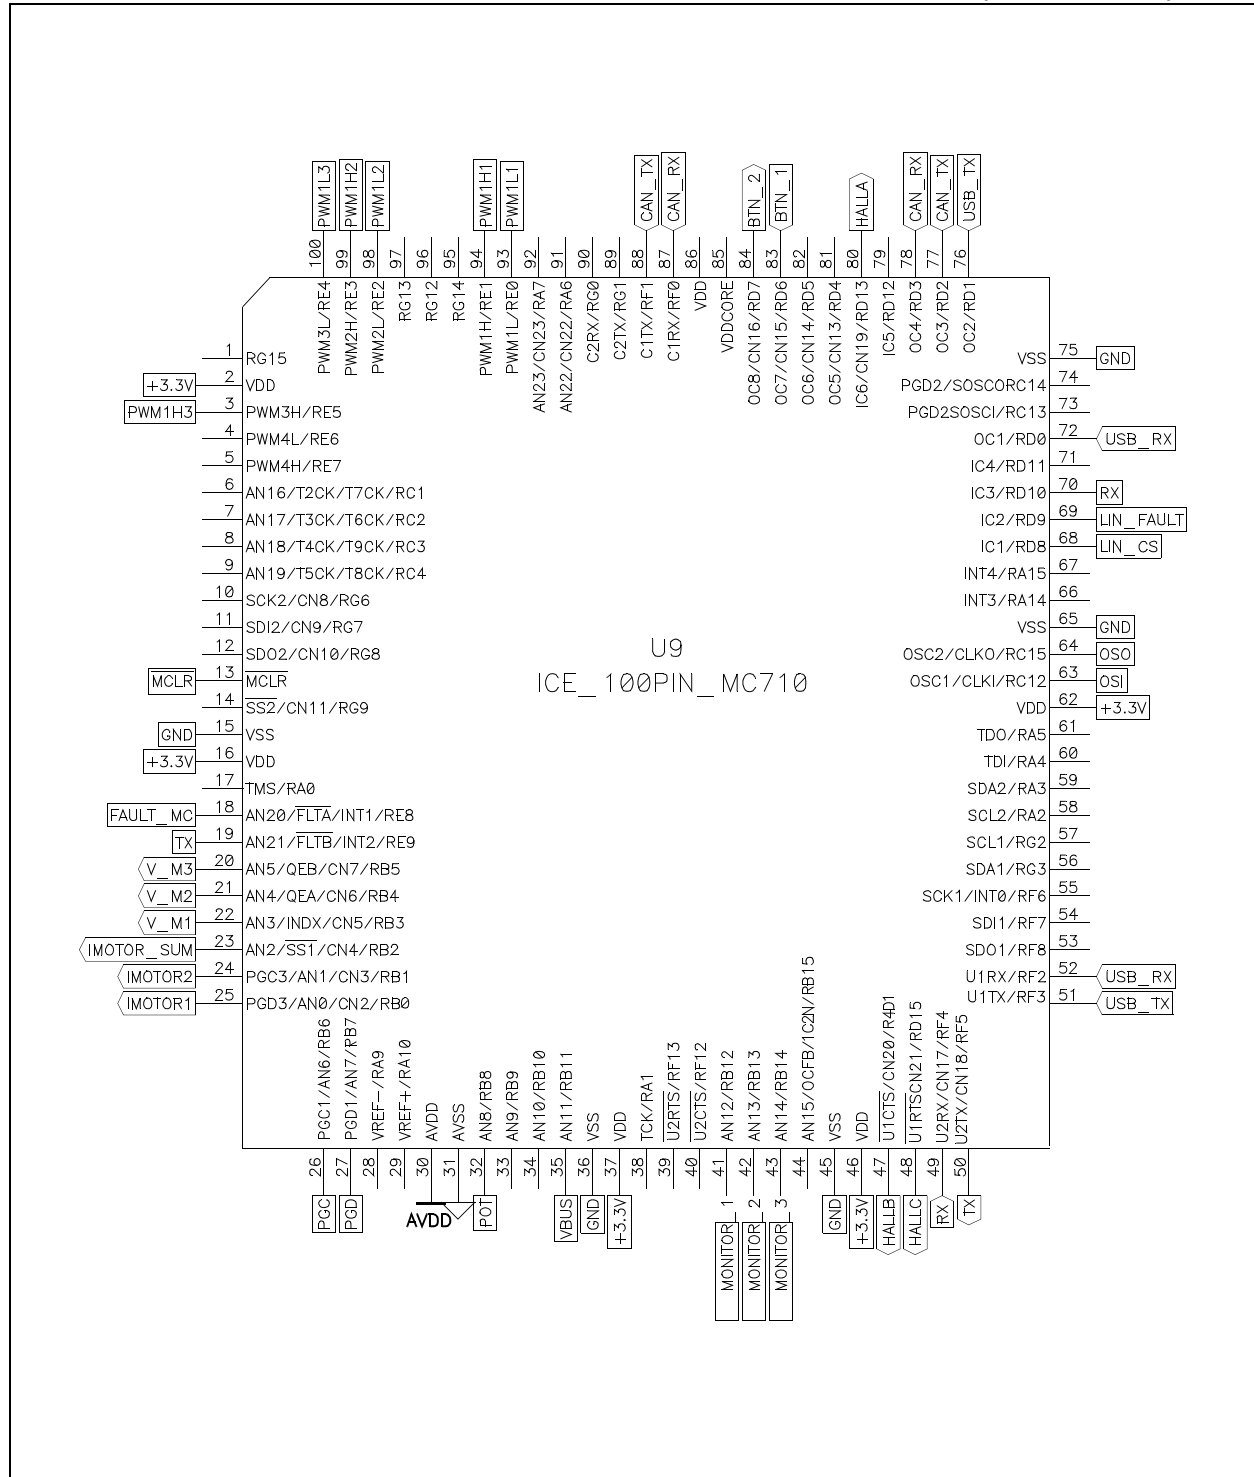 PWM1L3
PWM1H2
PWM1L2
PWM1H1
PWM1L1
CAN_TX
CAN_RX
BTN_2
BTN_1
HALLA
CAN_RX
CAN_TX
USB_TX
100
99
98
97
96
95
94
93
92
91
90
89
88
87
86
85
84
83
82
81
80
79
78
77
76
PWM3L/RE4
PWM2H/RE3
PWM2L/RE2
RG13
RG12
RG14
PWM1H/RE1
PWM1L/RE0
AN23/CN23/RA7
AN22/CN22/RA6
C2RX/RG0
C2TX/RG1
C1TX/RF1
C1RX/RF0
VDD
VDDCORE
OC8/CN16/RD7
OC7/CN15/RD6
OC6/CN14/RD5
OC5/CN13/RD4
IC6/CN19/RD13
IC5/RD12
OC4/RD3
OC3/RD2
OC2/RD1
1 RG15
+3.3V 2 VDD
PWM1H3 3 PWM3H/RE5
4 PWM4L/RE6
5 PWM4H/RE7
6 AN16/T2CK/T7CK/RC1
7 AN17/T3CK/T6CK/RC2
8 AN18/T4CK/T9CK/RC3
9 AN19/T5CK/T8CK/RC4
10 SCK2/CN8/RG6
11 SDI2/CN9/RG7
12 SDO2/CN10/RG8
MCLR 13 MCLR
14 SS2/CN11/RG9
GND 15 VSS
+3.3V 16 VDD
17 TMS/RA0
FAULT_MC 18 AN20/FLTA/INT1/RE8
TX 19 AN21/FLTB/INT2/RE9
V_M3 20 AN5/QEB/CN7/RB5
V_M2 21 AN4/QEA/CN6/RB4
V_M1 22 AN3/INDX/CN5/RB3
IMOTOR_SUM 23 AN2/SS1/CN4/RB2
IMOTOR2 24 PGC3/AN1/CN3/RB1
IMOTOR1 25 PGD3/AN0/CN2/RB0
U9
ICE_100PIN_MC710
VSS 75 GND
PGD2/SOSCORC14 74
PGD2SOSCI/RC13 73
OC1/RD0 72 USB_RX
IC4/RD11 71
IC3/RD10 70 RX
IC2/RD9 69 LIN_FAULT
IC1/RD8 68 LIN_CS
INT4/RA15 67
INT3/RA14 66
VSS 65 GND
OSC2/CLKO/RC15 64 OSO
OSC1/CLKI/RC12 63 OSI
VDD 62 +3.3V
TDO/RA5 61
TDI/RA4 60
SDA2/RA3 59
SCL2/RA2 58
SCL1/RG2 57
SDA1/RG3 56
SCK1/INT0/RF6 55
SDI1/RF7 54
SDO1/RF8 53
U1RX/RF2 52 USB_RX
U1TX/RF3 51 USB_TX
PGC1/AN6/RB6
PGD1/AN7/RB7
VREF-/RA9
VREF+/RA10
AVDD
AVSS
AN8/RB8
AN9/RB9
AN10/RB10
AN11/RB11
VSS
VDD
TCK/RA1
U2RTS/RF13
U2CTS/RF12
AN12/RB12
AN13/RB13
AN14/RB14
AN15/OCFB/1C2N/RB15
VSS
VDD
U1CTS/CN20/R4D1
U1RTSCN21/RD15
U2RX/CN17/RF4
U2TX/CN18/RF5
26
27
28
29
30
31
32
33
34
35
36
37
38
39
40
41
42
43
44
45
46
47
48
49
50
PGC
PGD
AVDD
POT
VBUS
GND
+3.3V
MONITOR_1
MONITOR_2
MONITOR_3
GND
+3.3V
HALLB
HALLC
RX
TX